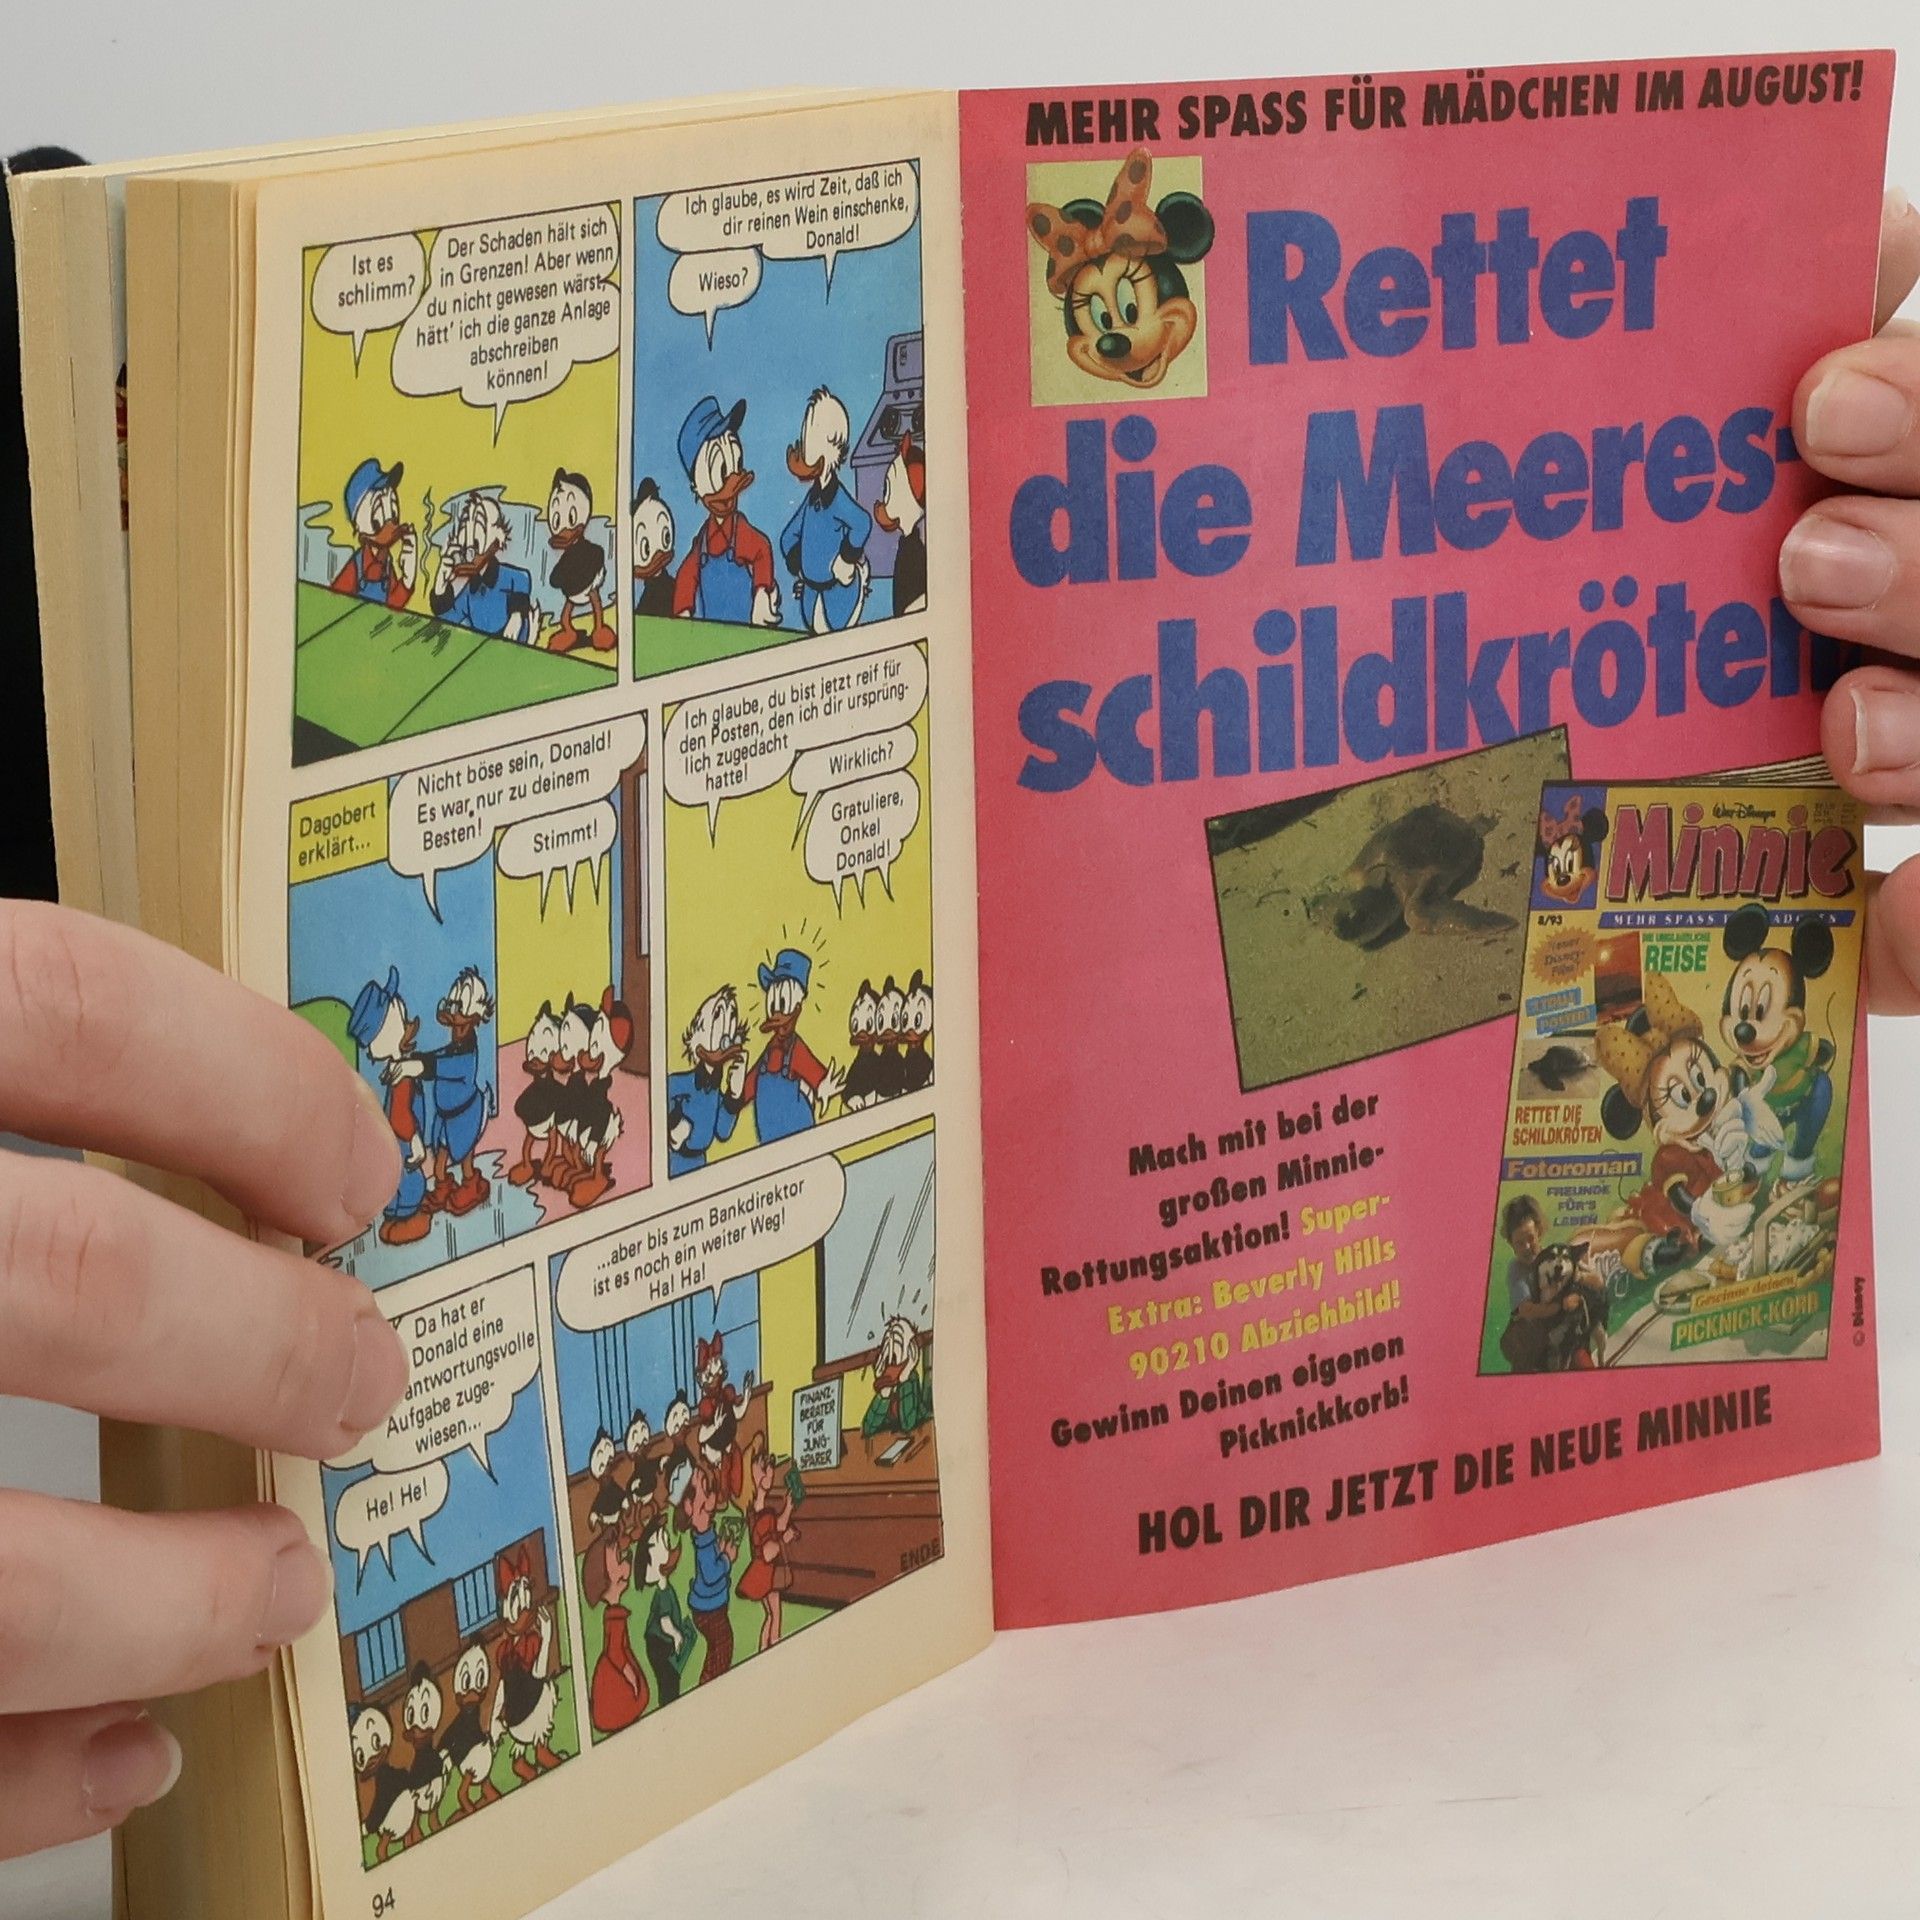 Ist es
schlimm?
Der Schaden hält sich
in Grenzen! Aber wenn
du nicht gewesen wärst,
hätt' ich die ganze Anlage
abschreiben
können!
Ich glaube, es wird Zeit, daß ich
dir reinen Wein einschenke,
Donald!
Wieso?
Dagobert
erklärt...
Nicht böse sein, Donald!
Es war nur zu deinem
Besten!
Stimmt!
Ich glaube, du bist jetzt reif für
den Posten, den ich dir ursprüng-
lich zugedacht
hatte!
Wirklich?
Gratuliere,
Onkel
Donald!
Da hat er
Donald eine
antwortungsvolle
Aufgabe zuge-
wiesen...
He! He!
...aber bis zum Bankdirektor
ist es noch ein weiter Weg!
Ha! Ha!
FINANZ-
BERATER
FÜR
JUNG-
SPARER
ENDE
94
MEHR SPASS FÜR MÄDCHEN IM AUGUST!
Rettet
die Meeres-
schildkröten
Walt Disneys
Minnie
8/93
MEHR SPASS
REISE
RETTET DIE
SCHILDKRÖTEN
Fotoroman
FREUNDE
FÜR'S
LEBEN
Gewinne deinen
PICKNICK-KORB
© Disney
Mach mit bei der
großen Minnie-
Rettungsaktion! Super-
Extra: Beverly Hills
90210 Abziehbild!
Gewinn Deinen eigenen
Picknickkorb!
HOL DIR JETZT DIE NEUE MINNIE